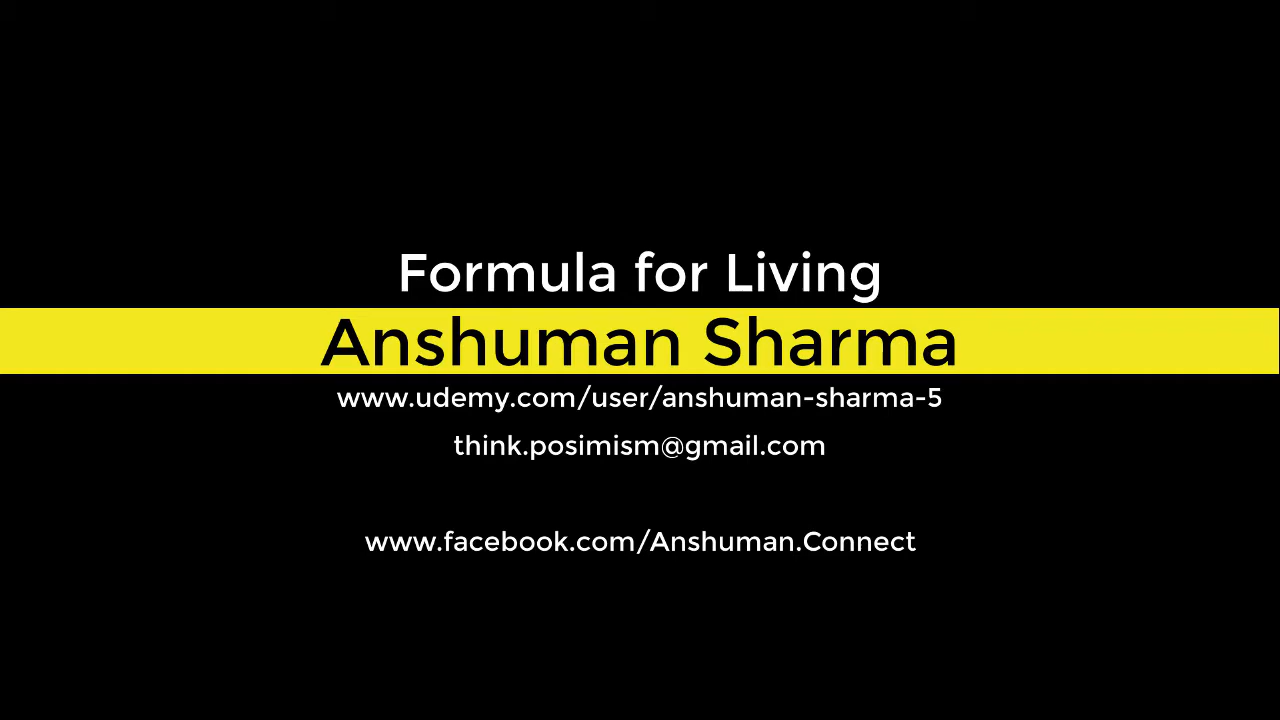 Formula for Living
Anshuman Sharma
www.udemy.com/user/anshuman-sharma-5
think.posimism@gmail.com
www.facebook.com/Anshuman.Connect